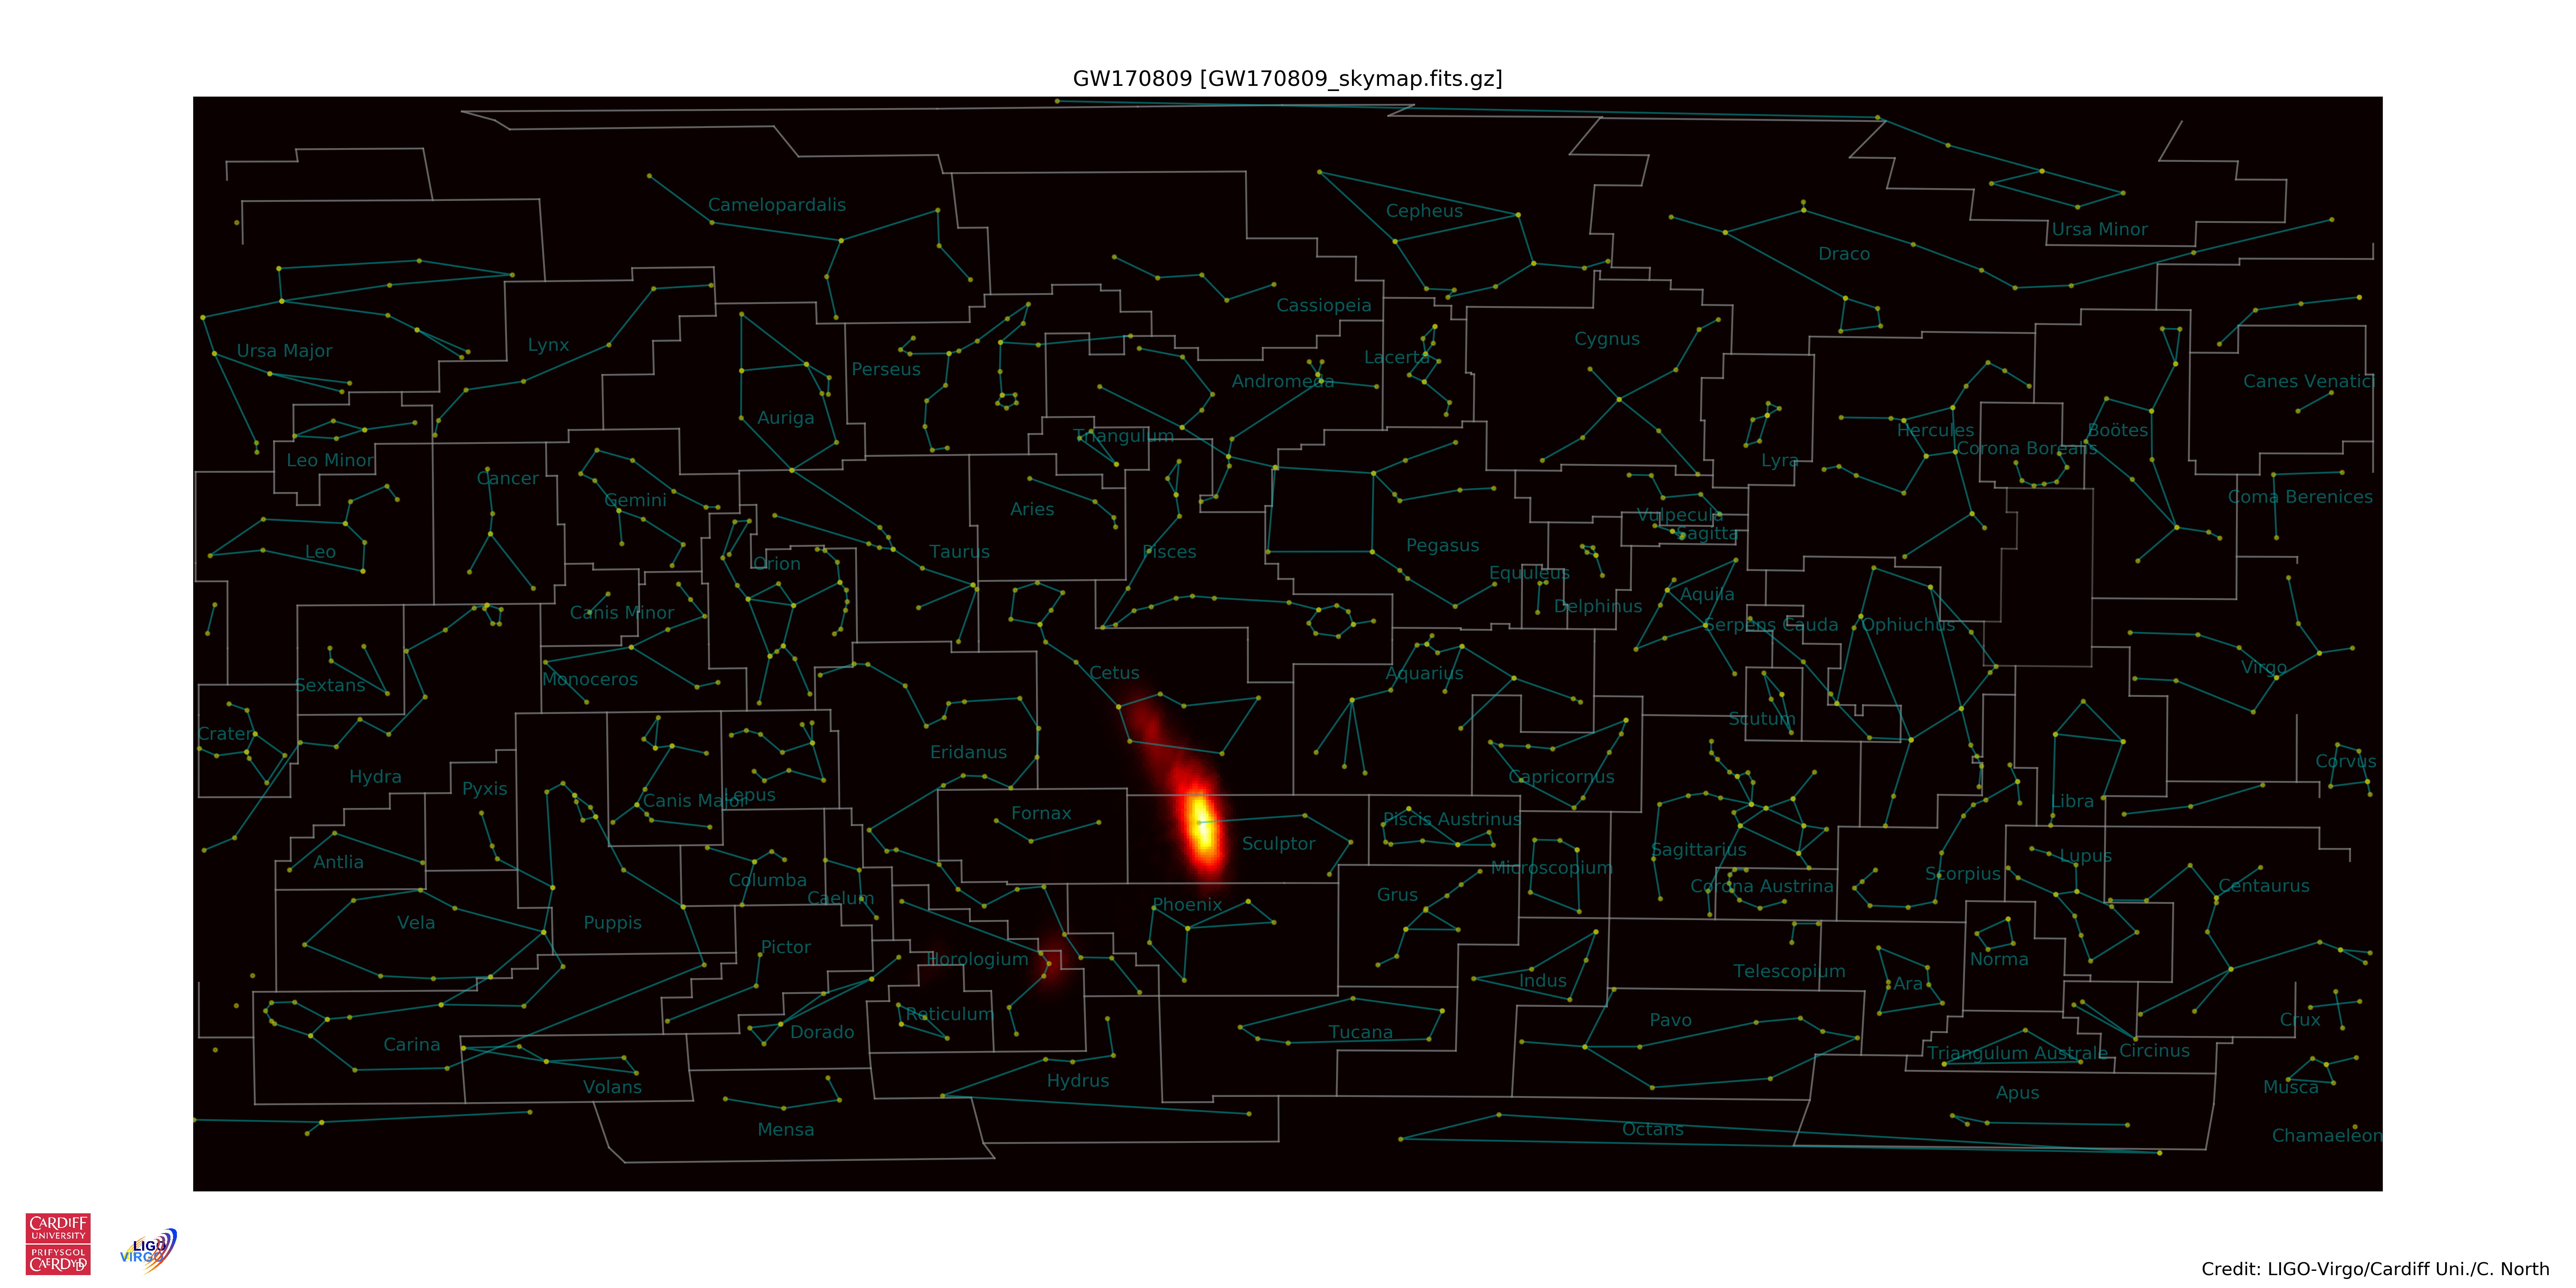 GW170809 [GW170809_skymap.fits.gz]
Camelopardalis
Cepheus
Ursa Minor
Draco
Cassiopeia
Cygnus
Lynx
Ursa Major
Lacerta
Perseus
Andromeda
Canes Venatici
Auriga
Hercules
Boötes
Triangulum
Corona Borealis
Leo Minor
Lyra
Cancer
Coma Berenices
Gemini
Aries
Vulpecula
Sagitta
Pegasus
Leo
Taurus
Pisces
Orion
Equuleus
Aquila
Delphinus
Canis Minor
Serpens Cauda
Ophiuchus
Virgo
Cetus
Aquarius
Monoceros
Sextans
Scutum
Crater
Eridanus
Corvus
Hydra
Capricornus
Pyxis
Lepus
Canis Major
Libra
Fornax
Piscis Austrinus
Sculptor
Sagittarius
Lupus
Antlia
Microscopium
Scorpius
Columba
Corona Austrina
Centaurus
Grus
Caelum
Phoenix
Vela
Puppis
Pictor
Horologium
Norma
Telescopium
Indus
Ara
Reticulum
Pavo
Crux
Dorado
Tucana
Carina
Circinus
Triangulum Australe
Hydrus
Volans
Musca
Apus
Mensa
Octans
Chamaeleon
CARDIFF
UNIVERSITY
PRIFYSGOL
CAERDYDD
LIGO
VIRGO
Credit: LIGO-Virgo/Cardiff Uni./C. North